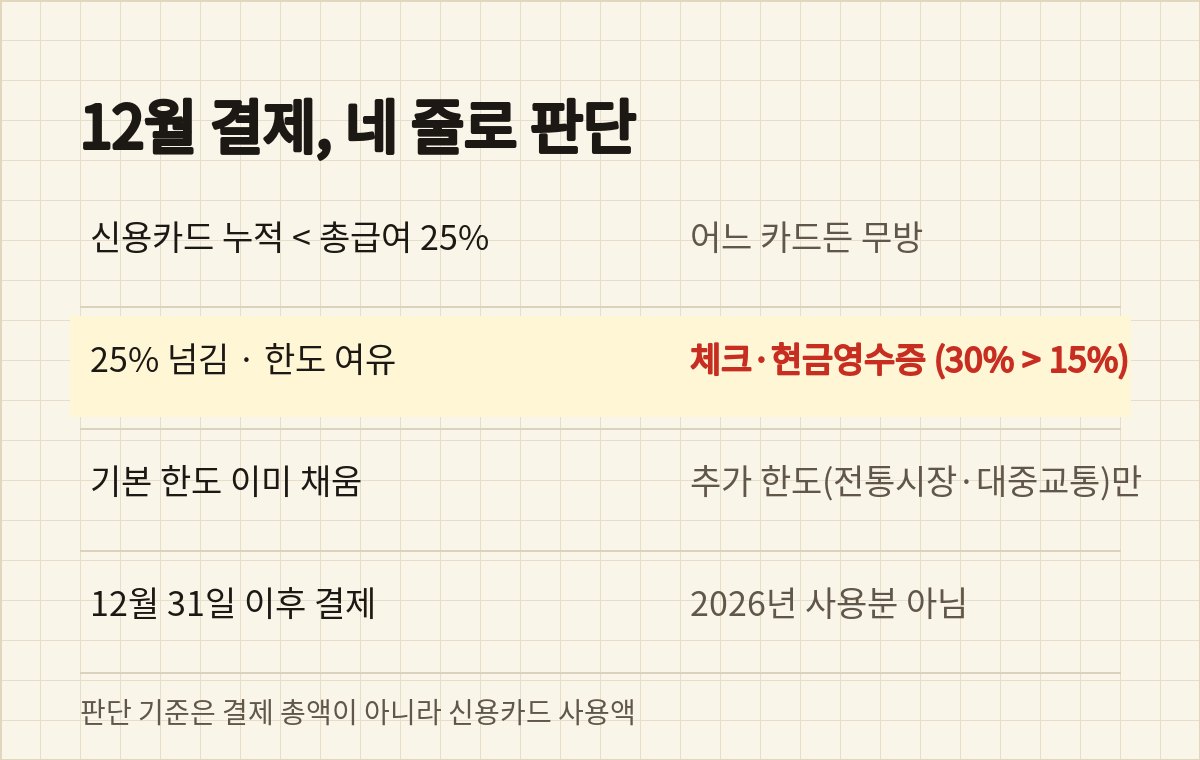 12월 결제, 네 줄로 판단
신용카드 누적 < 총급여 25% 어느 카드든 무방
25% 넘김 · 한도 여유 체크·현금영수증 (30% > 15%)
기본 한도 이미 채움 추가 한도(전통시장·대중교통)만
12월 31일 이후 결제 2026년 사용분 아님
판단 기준은 결제 총액이 아니라 신용카드 사용액